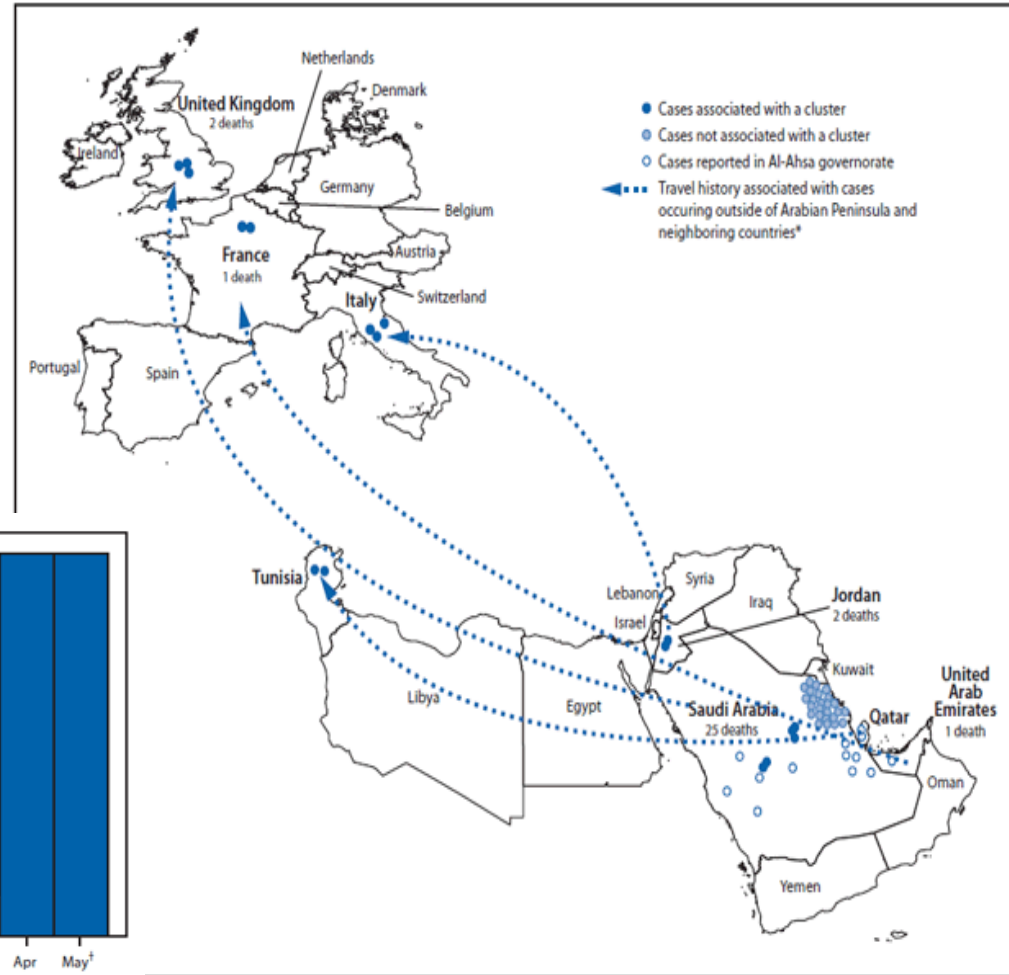 Netherlands
Denmark
United Kingdom
2 deaths
Ireland
Germany
Belgium
France
1 death
Austria
Switzerland
Italy
Portugal
Spain
Cases associated with a cluster
Cases not associated with a cluster
Cases reported in Al-Ahsa governorate
Travel history associated with cases
occuring outside of Arabian Peninsula and
neighboring countries*
Tunisia
Libya
Egypt
Lebanon
Israel
Syria
Iraq
Jordan
2 deaths
Kuwait
Saudi Arabia
25 deaths
Qatar
United
Arab
Emirates
1 death
Oman
Yemen
Apr May†